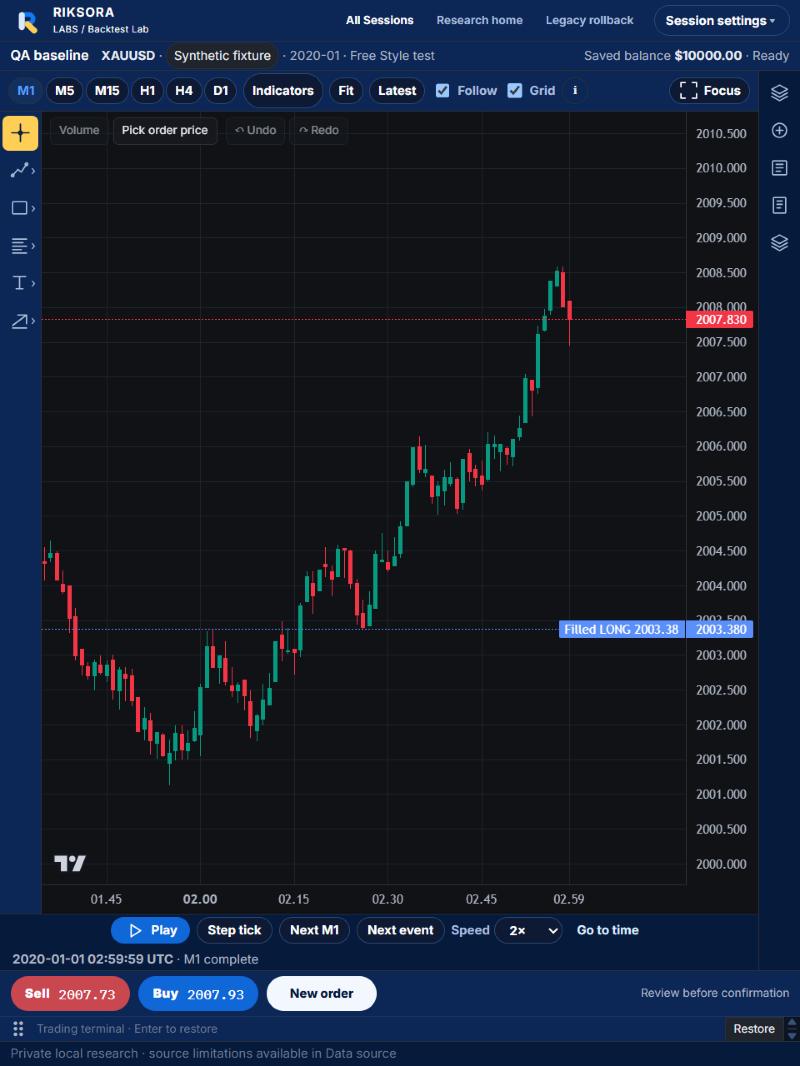 RIKSORA
LABS / Backtest Lab
All Sessions Research home Legacy rollback Session settings
QA baseline XAUUSD · Synthetic fixture · 2020-01 · Free Style test Saved balance $10000.00 · Ready
M1 M5 M15 H1 H4 D1 Indicators Fit Latest Follow Grid i Focus
Volume Pick order price Undo Redo
2010.500
2010.000
2009.500
2009.000
2008.500
2008.000
2007.830
2007.500
2007.000
2006.500
2006.000
2005.500
2005.000
2004.500
2004.000
2003.500
Filled LONG 2003.38 2003.380
2003.000
2002.500
2002.000
2001.500
2001.000
2000.500
2000.000
01.45 02.00 02.15 02.30 02.45 02.59
Play Step tick Next M1 Next event Speed 2× Go to time
2020-01-01 02:59:59 UTC · M1 complete
Sell 2007.73 Buy 2007.93 New order Review before confirmation
Trading terminal · Enter to restore Restore
Private local research · source limitations available in Data source